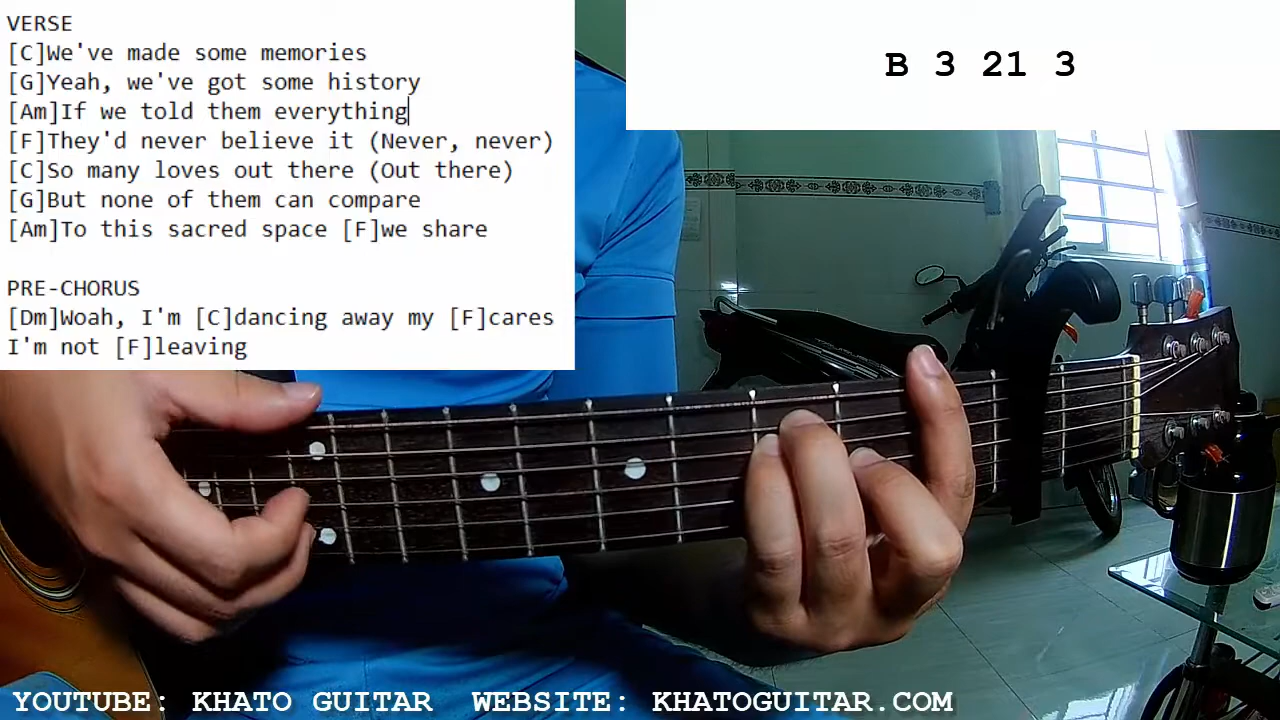 VERSE
[C]We've made some memories
[G]Yeah, we've got some history
[Am]If we told them everything
[F]They'd never believe it (Never, never)
[C]So many loves out there (Out there)
[G]But none of them can compare
[Am]To this sacred space [F]we share
PRE-CHORUS
[Dm]Woah, I'm [C]dancing away my [F]cares
I'm not [F]leaving
B 3 21 3
YOUTUBE: KHATO GUITAR WEBSITE: KHATOGUITAR.COM